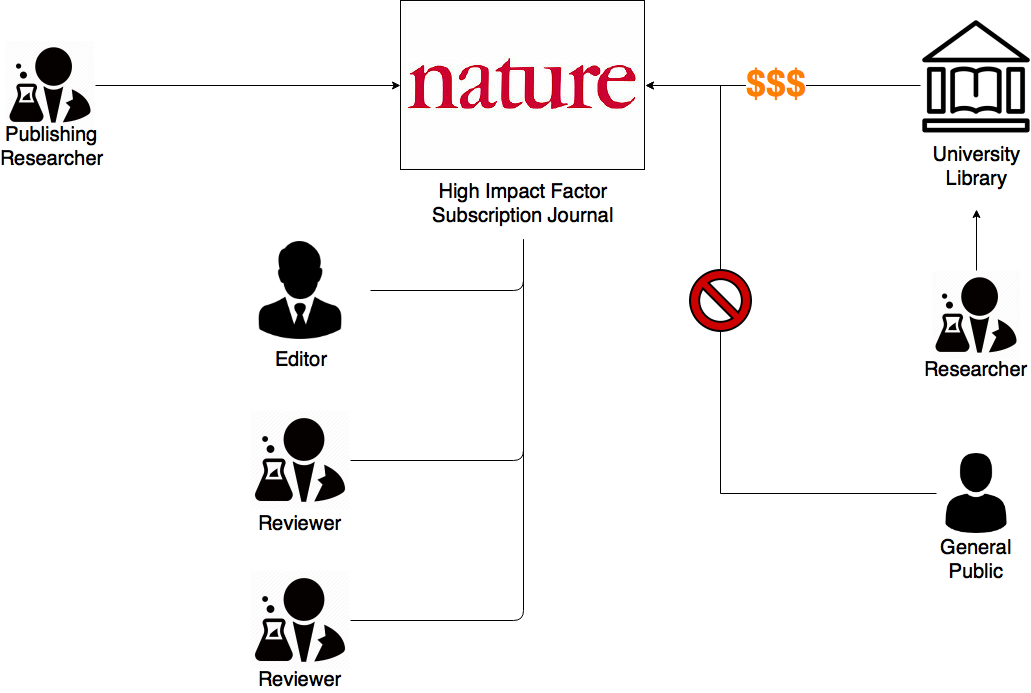 nature
$$$
Publishing
Researcher
University
Library
High Impact Factor
Subscription Journal
Editor
Researcher
Reviewer
General
Public
Reviewer